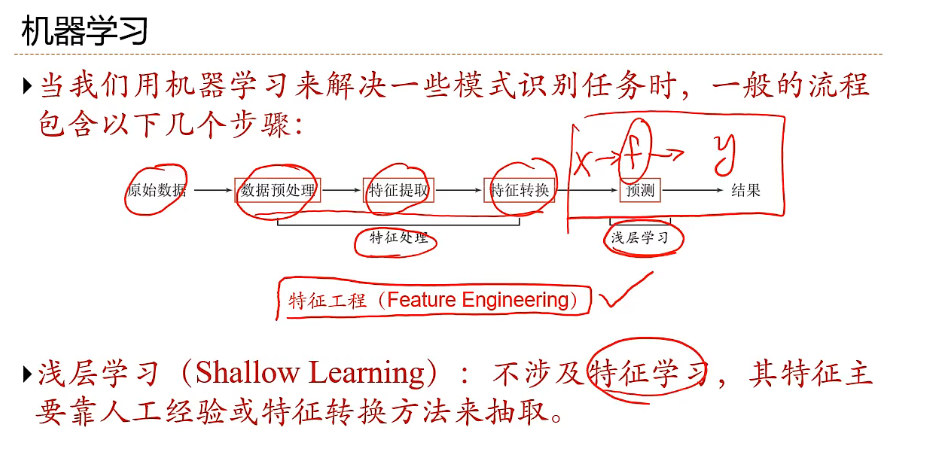 机器学习
当我们用机器学习来解决一些模式识别任务时，一般的流程
包含以下几个步骤：
x→f→ y
原始数据 → 数据预处理 → 特征提取 → 特征转换 → 预测 → 结果
特征处理 浅层学习
特征工程（Feature Engineering）
浅层学习（Shallow Learning）：不涉及特征学习，其特征主
要靠人工经验或特征转换方法来抽取。